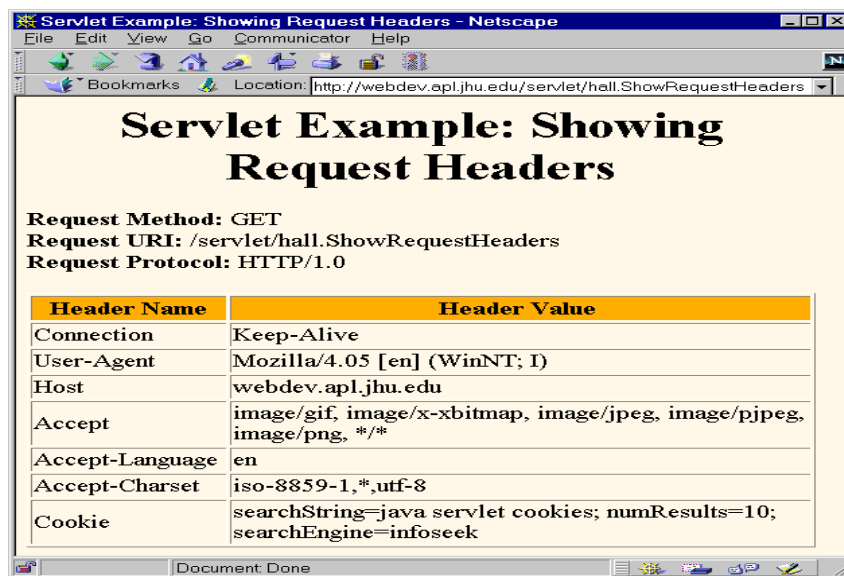 Servlet Example: Showing Request Headers - Netscape
File Edit View Go Communicator Help
N
Bookmarks Location: http://webdev.apl.jhu.edu/servlet/hall.ShowRequestHeaders
Servlet Example: Showing
Request Headers
Request Method: GET
Request URI: /servlet/hall.ShowRequestHeaders
Request Protocol: HTTP/1.0
Header Name Header Value
Connection Keep-Alive
User-Agent Mozilla/4.05 [en] (WinNT; I)
Host webdev.apl.jhu.edu
Accept image/gif, image/x-xbitmap, image/jpeg, image/pjpeg,
image/png, */*
Accept-Language en
Accept-Charset iso-8859-1,*,utf-8
Cookie searchString=java servlet cookies; numResults=10;
searchEngine=infoseek
Document: Done